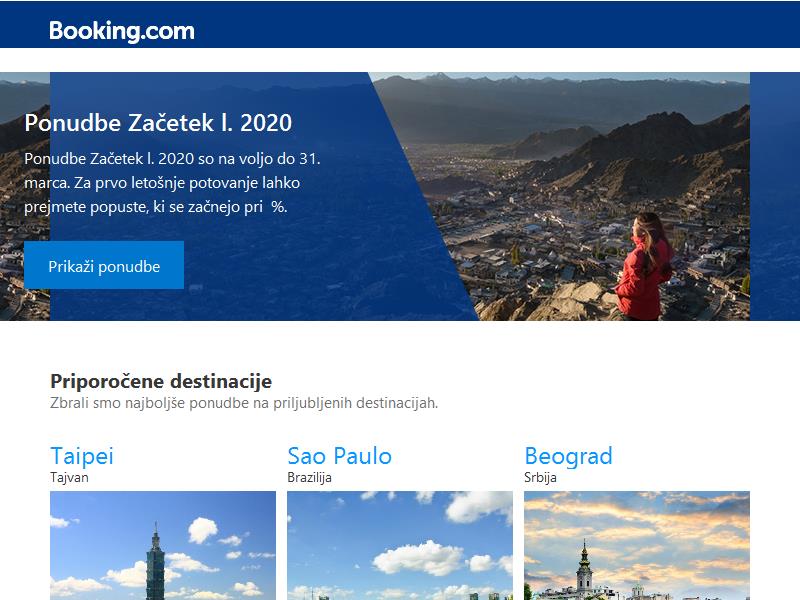 Booking.com
Ponudbe Začetek l. 2020
Ponudbe Začetek l. 2020 so na voljo do 31.
marca. Za prvo letošnje potovanje lahko
prejmete popuste, ki se začnejo pri  %.
Prikaži ponudbe
Priporočene destinacije
Zbrali smo najboljše ponudbe na priljubljenih destinacijah.
Taipei
Tajvan
Sao Paulo
Brazilija
Beograd
Srbija